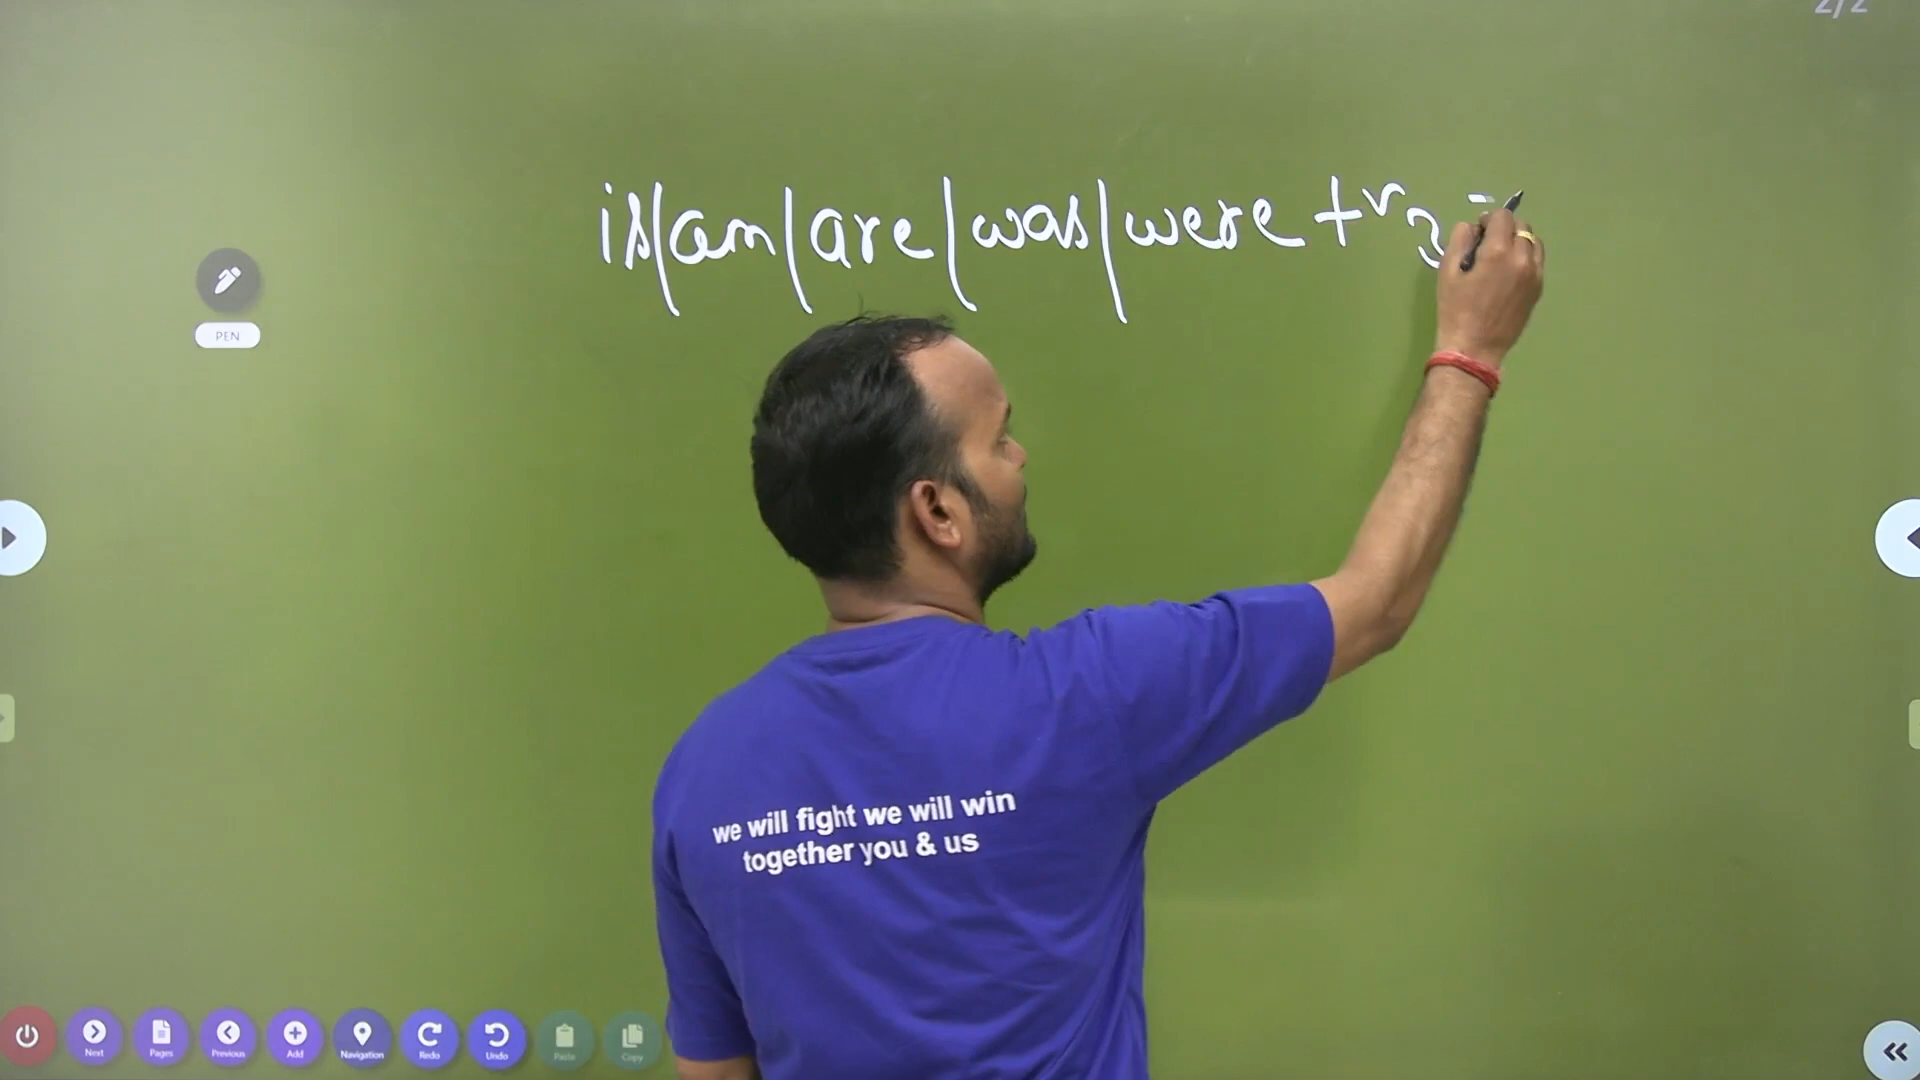 2/2
is/am/are/was/were + v3 =
PEN
we will fight we will win
together you & us
Next
Pages
Previous
Add
Navigation
Redo
Undo
Paste
Copy